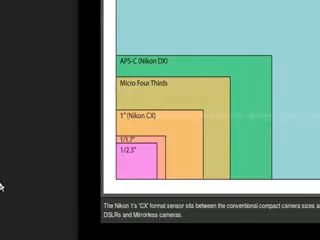 APS-C (Nikon DX)
Micro Four Thirds
1" (Nikon CX)
1/1.7"
1/2.3"
The Nikon 1's 'CX' format sensor sits between the conventional compact camera sizes a
DSLRs and Mirrorless cameras.